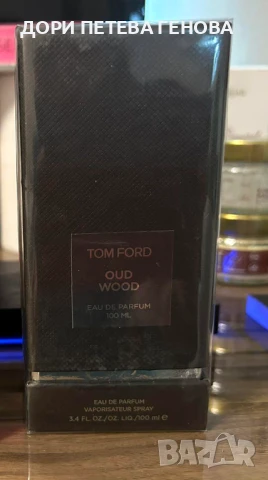 ДОРИ ПЕТЕВА ГЕНОВА
TOM FORD
OUD
WOOD
EAU DE PARFUM
100 ML
EAU DE PARFUM
VAPORISATEUR SPRAY
3.4 FL.OZ./OZ. LIQ./100 ml ℮
BAZAR